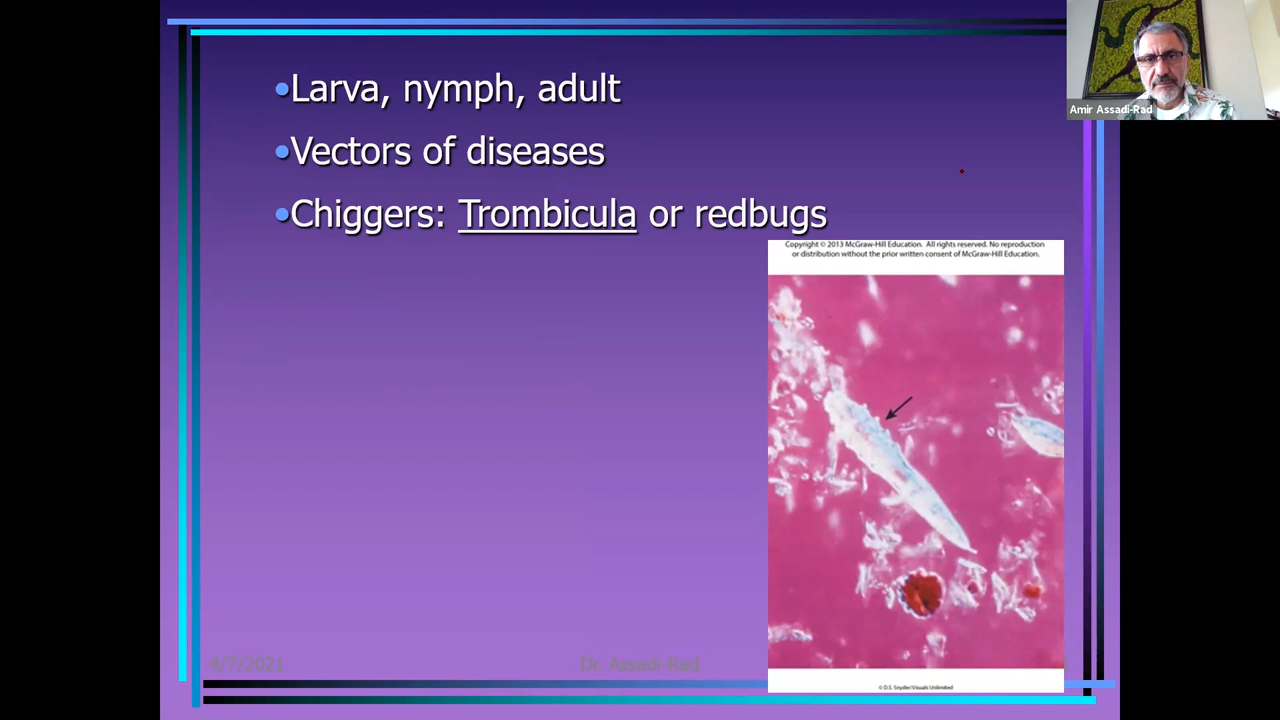 •Larva, nymph, adult
Amir Assadi-Rad
•Vectors of diseases
•Chiggers: Trombicula or redbugs
Copyright © 2013 McGraw-Hill Education. All rights reserved. No reproduction
or distribution without the prior written consent of McGraw-Hill Education.
4/7/2021
Dr. Assadi-Rad
© D.S. Snyder/Visuals Unlimited